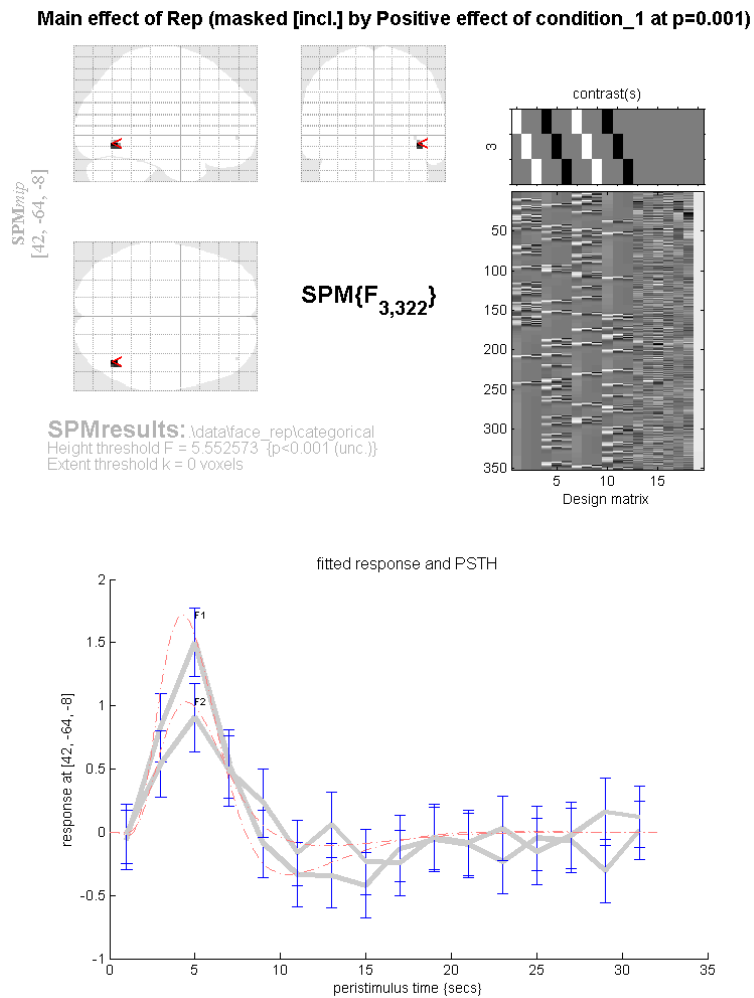 Main effect of Rep (masked [incl.] by Positive effect of condition_1 at p=0.001)
SPMmip
[42, -64, -8]
<
<
<
SPM{F3,322}
contrast(s)
3
50
100
150
200
250
300
350
5 10 15
Design matrix
SPMresults: .\data\face_rep\categorical
Height threshold F = 5.552573 {p<0.001 (unc.)}
Extent threshold k = 0 voxels
fitted response and PSTH
response at [42, -64, -8]
2
1.5
1
0.5
0
-0.5
-1
F1
F2
0 5 10 15 20 25 30 35
peristimulus time {secs}